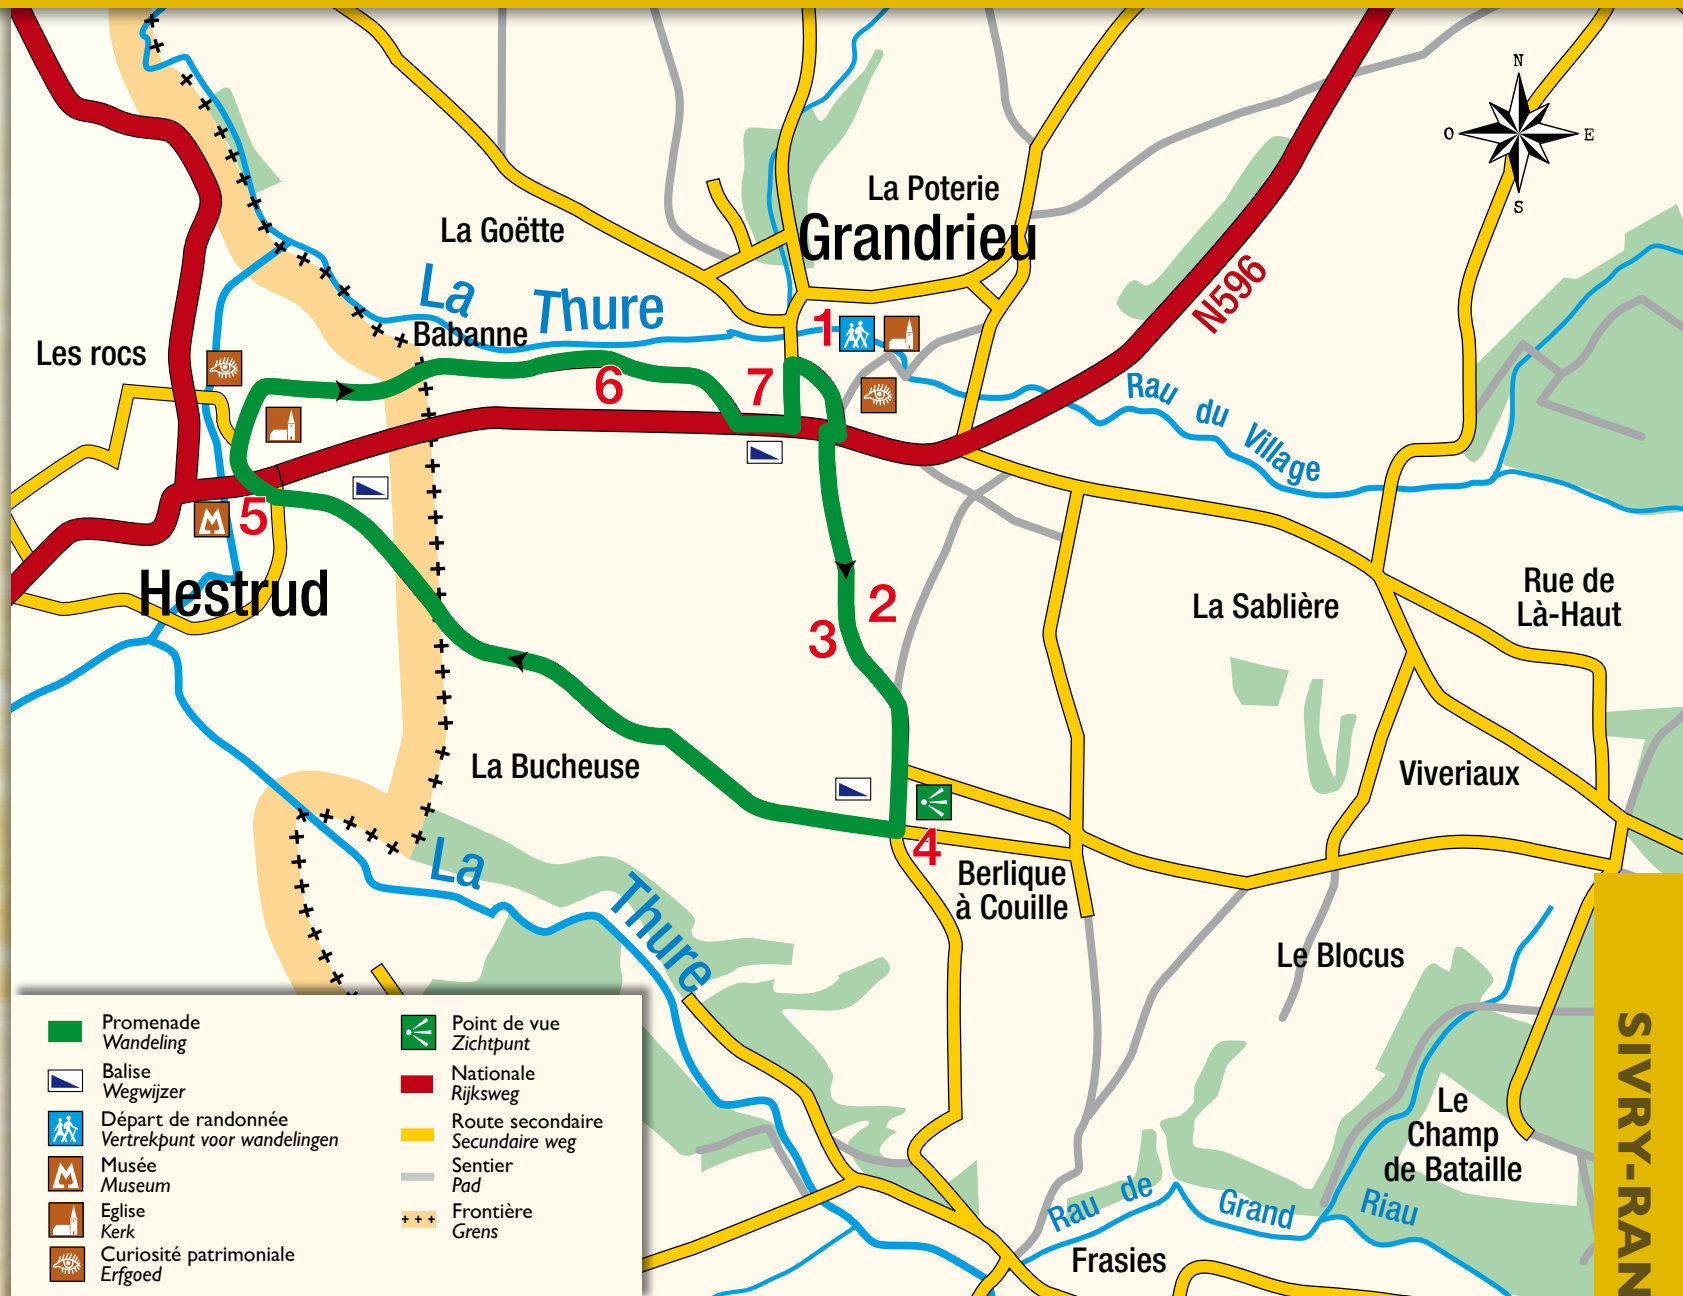 N
O
E
S
La Poterie
Grandrieu
La Goëtte
N596
La Thure
1
Babanne
Les rocs
6
7
Rau du Village
5
Hestrud
2
3
La Sablière
Rue de
Là-Haut
La Bucheuse
Viveriaux
4
La Thure
Berlique
à Couille
Le Blocus
Le
Champ
de Bataille
Rau de Grand Riau
Frasies
SIVRY-RAN
Promenade
Wandeling
Balise
Wegwijzer
Départ de randonnée
Vertrekpunt voor wandelingen
Musée
Museum
Eglise
Kerk
Curiosité patrimoniale
Erfgoed
Point de vue
Zichtpunt
Nationale
Rijksweg
Route secondaire
Secundaire weg
Sentier
Pad
Frontière
Grens